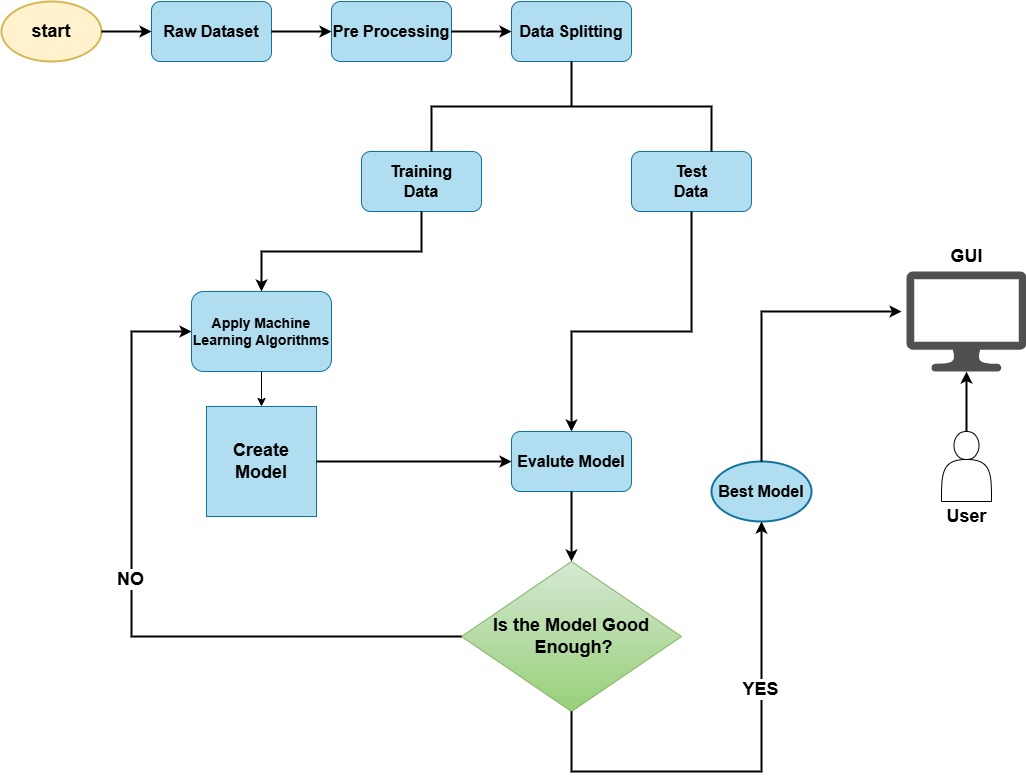 start
Raw Dataset
Pre Processing
Data Splitting
Training
Data
Test
Data
GUI
Apply Machine
Learning Algorithms
Create
Model
Evalute Model
Best Model
User
NO
Is the Model Good
Enough?
YES